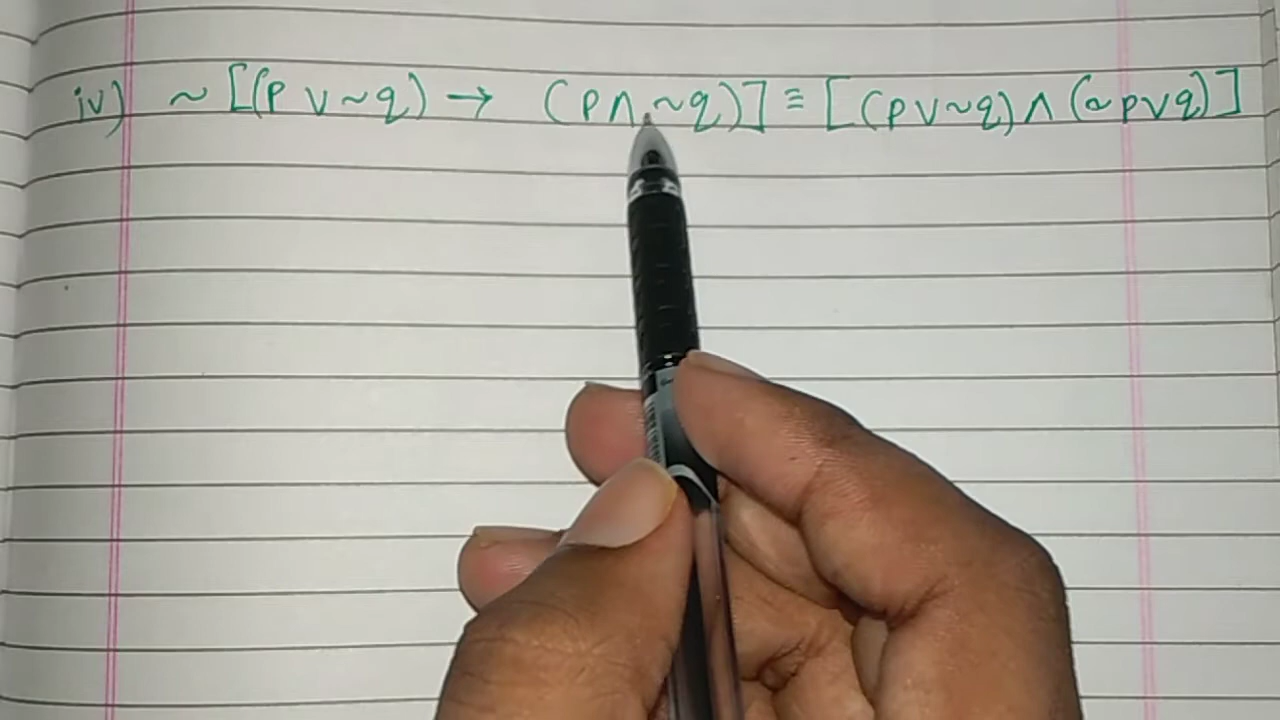 iv) ~ [(p ∨ ~q) → (p ∧ ~q)] ≡ [(p ∨ ~q) ∧ (~p ∨ q)]